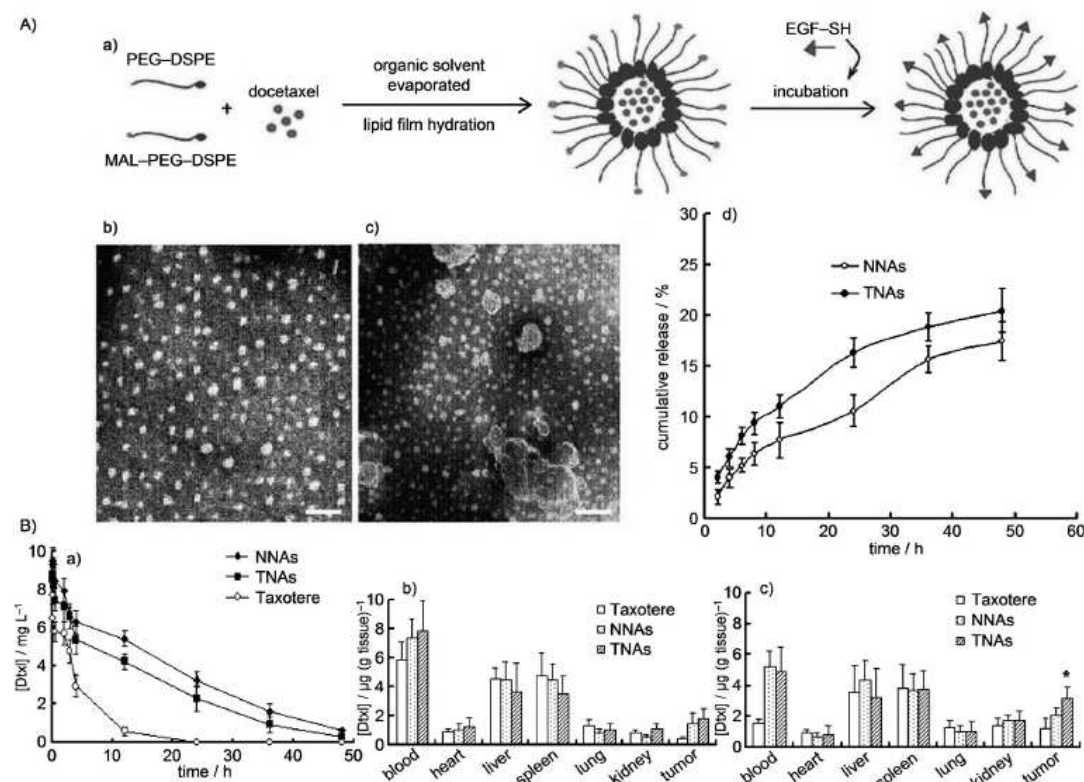 A)
a)
PEG–DSPE
+
docetaxel
MAL–PEG–DSPE
organic solvent
evaporated
lipid film hydration
EGF–SH
incubation
b)
c)
d)
30
25
20
15
10
5
0
cumulative release / %
NNAs
TNAs
0 10 20 30 40 50 60
time / h
B)
a)
10
8
6
4
2
0
[Dtxl] / mg L⁻¹
NNAs
TNAs
Taxotere
0 10 20 30 40 50
time / h
b)
8
6
4
2
0
[Dtxl] / µg (g tissue)⁻¹
Taxotere
NNAs
TNAs
blood heart liver spleen lung kidney tumor
c)
8
6
4
2
0
[Dtxl] / µg (g tissue)⁻¹
Taxotere
NNAs
TNAs
*
blood heart liver spleen lung kidney tumor